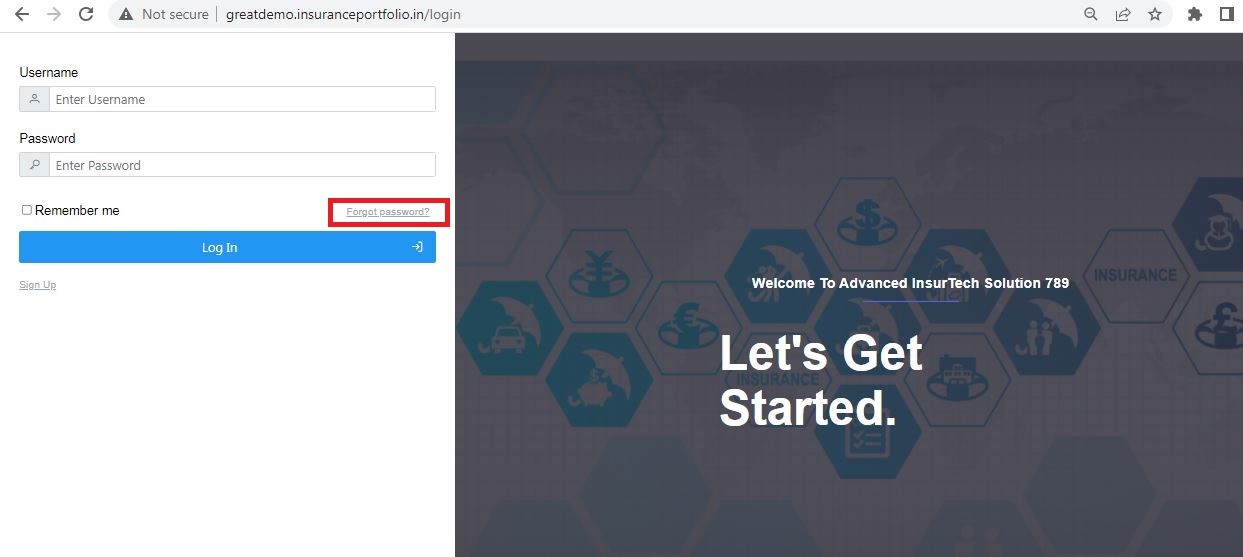 Not secure greatdemo.insuranceportfolio.in/login
Username
Enter Username
Password
Enter Password
Remember me Forgot password?
Log In
Sign Up
INSURANCE
Welcome To Advanced InsurTech Solution 789
Let's Get
INSURANCE
Started.